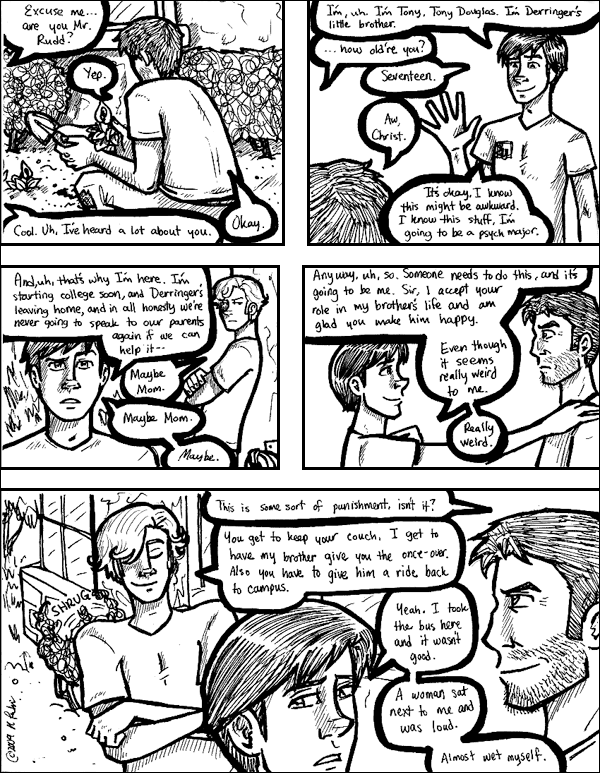 Excuse me...
are you Mr.
Rudd?
Yep.
Cool. Uh, I've heard a lot about you.
Okay.
I'm, uh. I'm Tony, Tony Douglas. I'm Derringer's
little brother.
...how old're you?
Seventeen.
Aw,
Christ.
It's okay, I know
this might be awkward.
I know this stuff, I'm
going to be a psych major.
And, uh, that's why I'm here. I'm
starting college soon, and Derringer's
leaving home, and in all honesty we're
never going to speak to our parents
again if we can
help it--
Maybe
Mom.
Maybe Mom.
Maybe.
Anyway, uh, so. Someone needs to do this, and it's
going to be me. Sir, I accept your
role in my brother's life and am
glad you make him happy.
Even though
it seems
really weird
to me.
Really
weird.
This is some sort of punishment, isn't it?
You get to keep your couch, I get to
have my brother give you the once-over.
Also you have to give him a ride back
to campus.
SHRUG
Yeah. I took
the bus here
and it wasn't
good.
A woman sat
next to me and
was loud.
Almost wet myself.